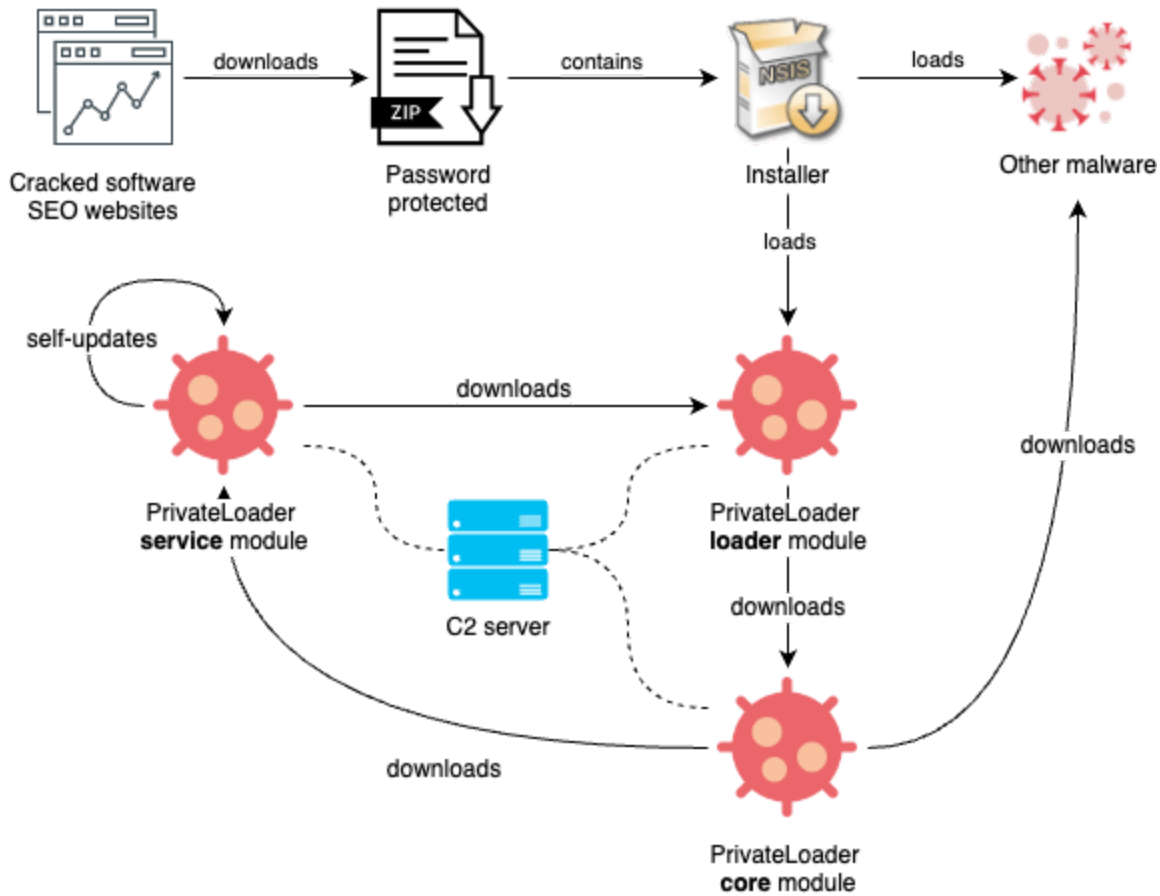 downloads
contains
loads
ZIP
NSIS
Cracked software
SEO websites
Password
protected
Installer
Other malware
loads
self-updates
downloads
downloads
PrivateLoader
service module
PrivateLoader
loader module
downloads
C2 server
downloads
PrivateLoader
core module